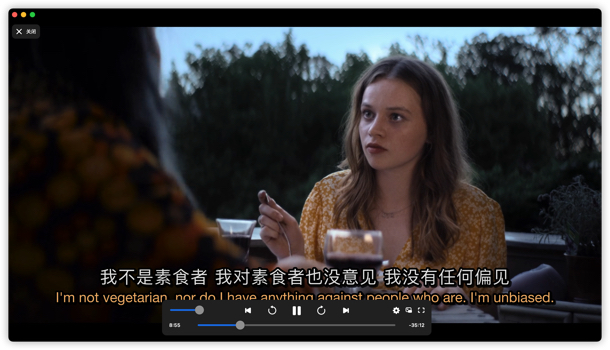 关闭
我不是素食者 我对素食者也没意见 我没有任何偏见
I'm not vegetarian, nor do I have anything against people who are. I'm unbiased.
8:55
-35:12